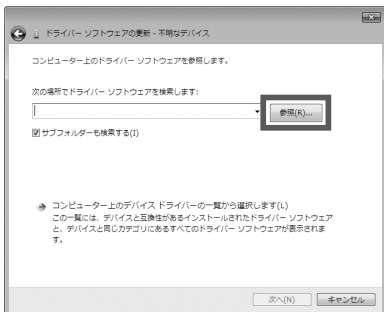 ドライバー ソフトウェアの更新 - 不明なデバイス
コンピューター上のドライバー ソフトウェアを参照します。
次の場所でドライバー ソフトウェアを検索します:
参照(R)...
サブフォルダーも検索する(I)
コンピューター上のデバイス ドライバーの一覧から選択します(L)
この一覧には、デバイスと互換性があるインストールされたドライバー ソフトウェア
と、デバイスと同じカテゴリにあるすべてのドライバー ソフトウェアが表示されま
す。
次へ(N)
キャンセル